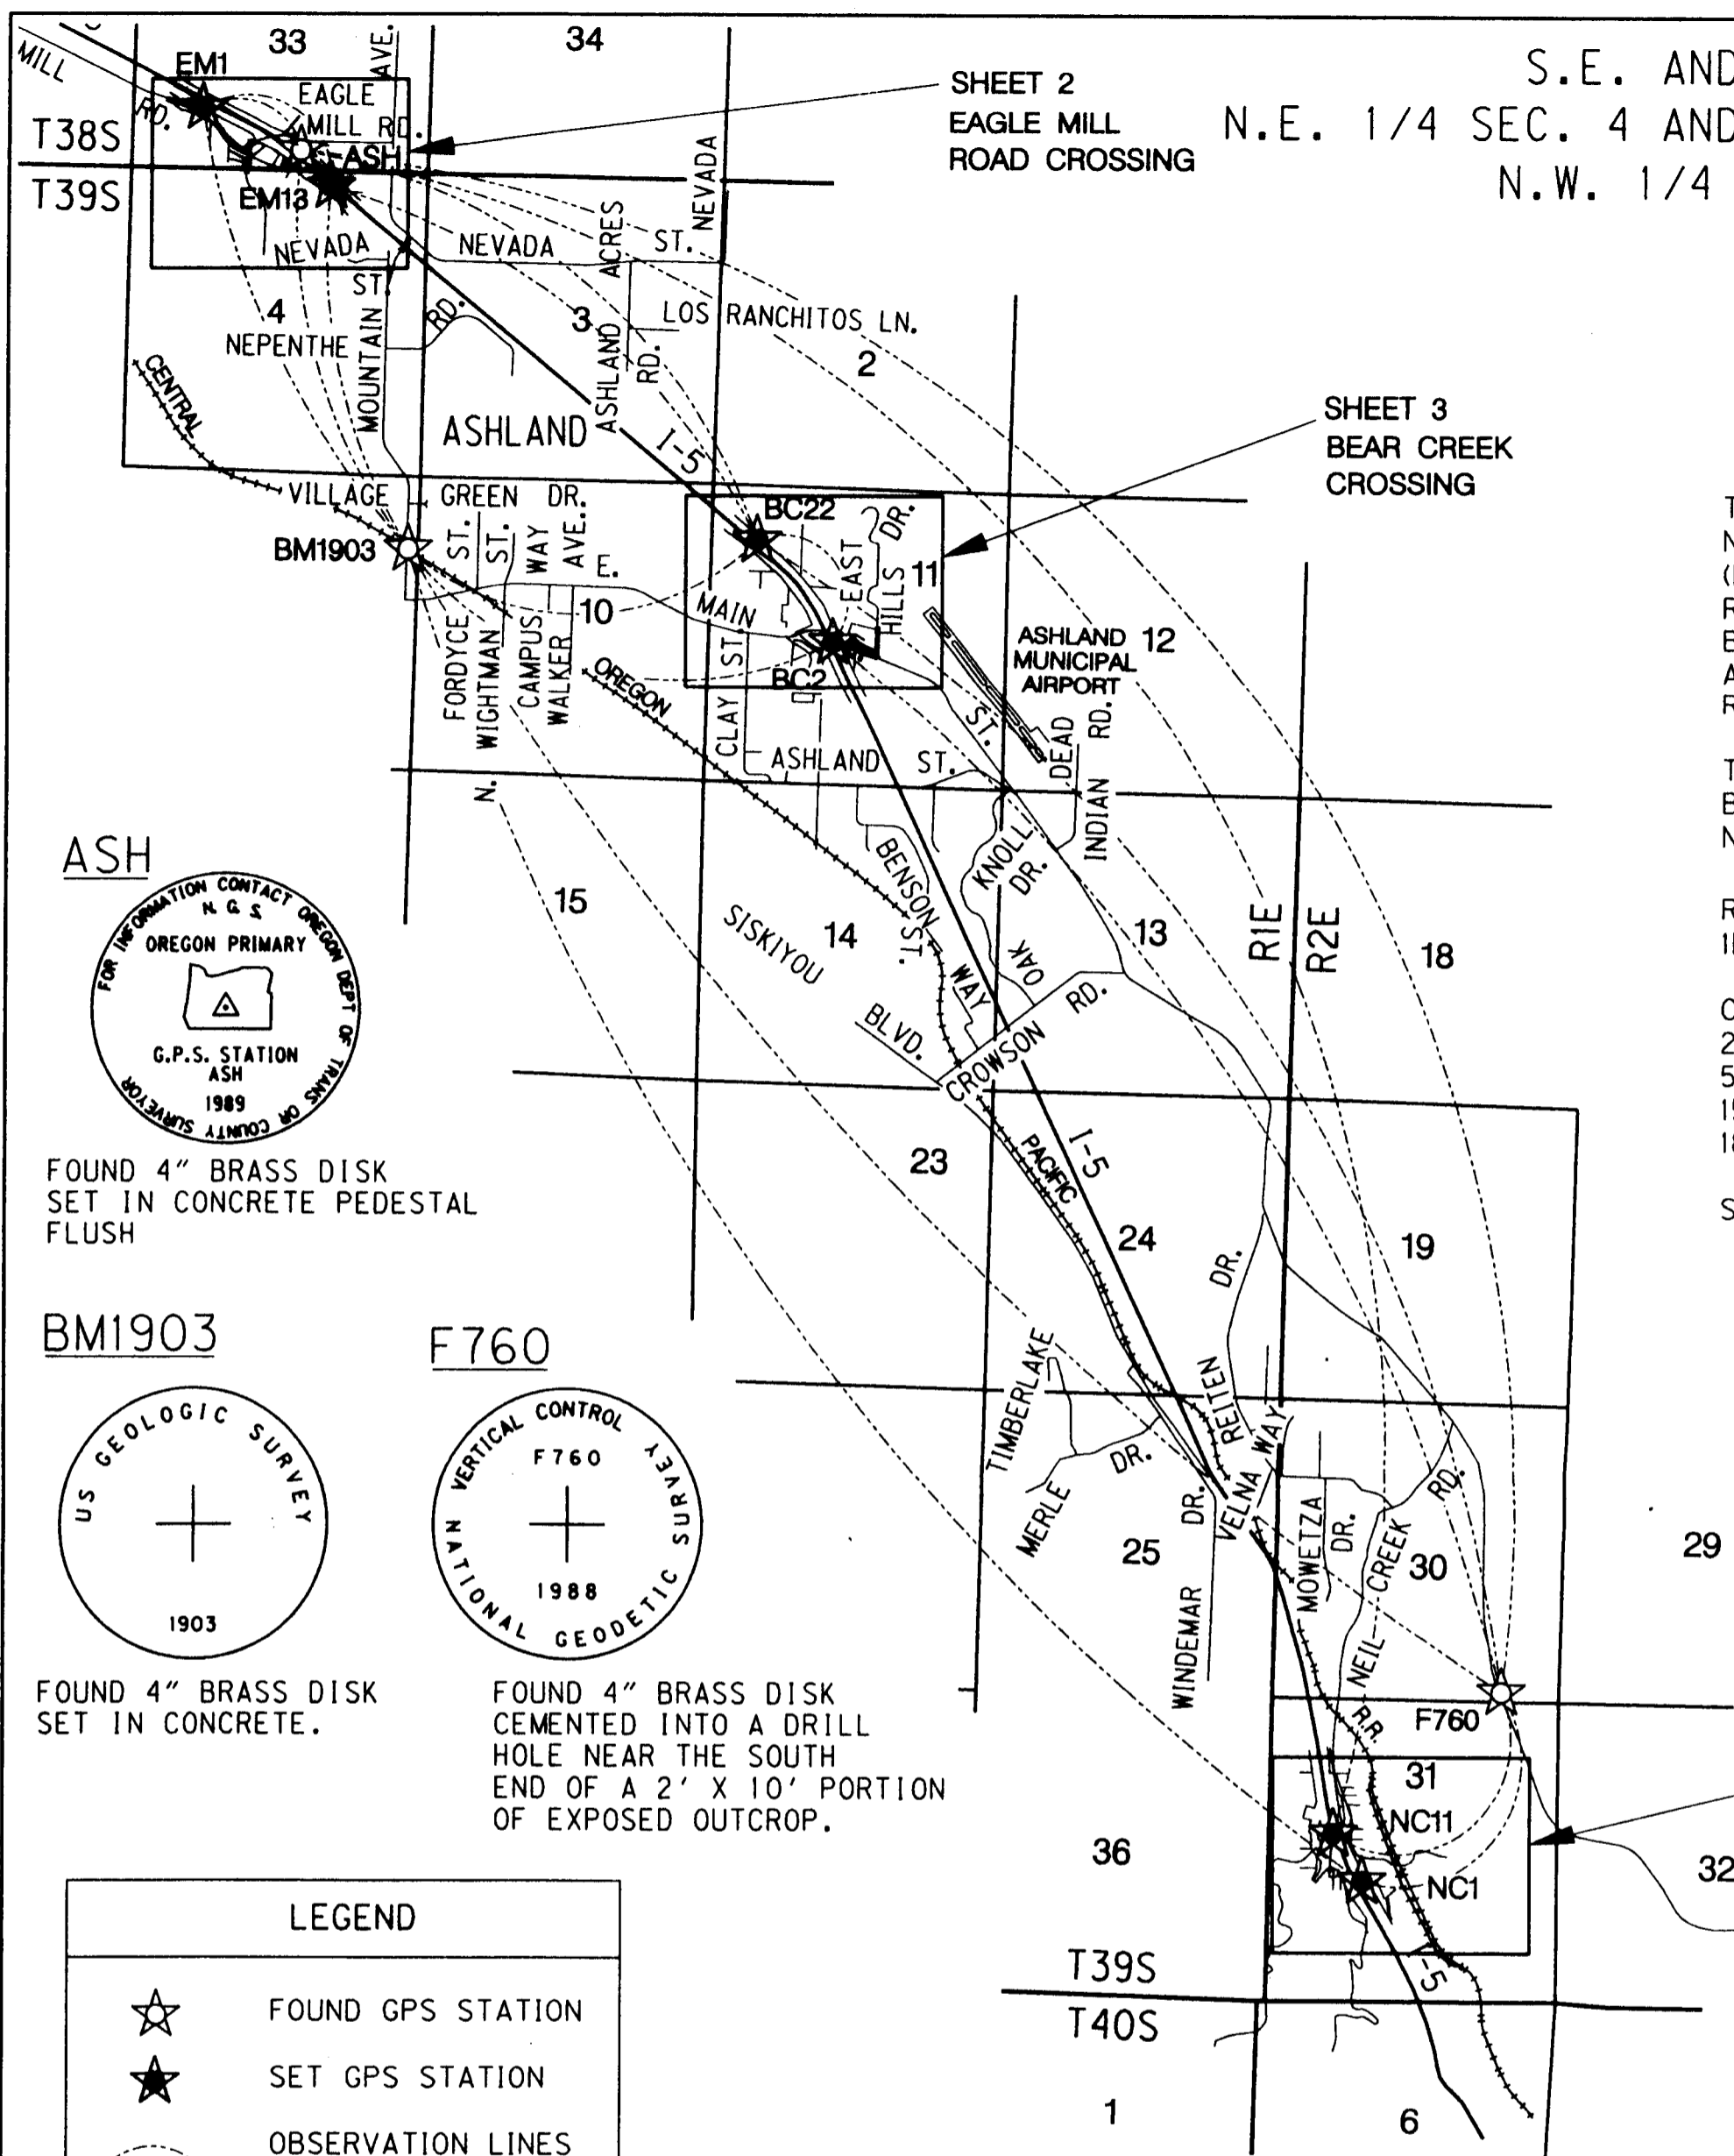 S.E. AND
N.E. 1/4 SEC. 4 AND
N.W. 1/4
33
34
MILL
RD.
EM1
AVE.
EAGLE
MILL RD.
SHEET 2
EAGLE MILL
ROAD CROSSING
T38S
T39S
ASH
EM13
NEVADA
NEVADA
NEVADA
ST.
ST.
ACRES
ASHLAND
RD.
4
3
2
RD.
LOS RANCHITOS LN.
NEPENTHE
MOUNTAIN
CENTRAL
ASHLAND
I-5
SHEET 3
BEAR CREEK
CROSSING
VILLAGE GREEN DR.
BM1903
BC22
EAST
HILLS
DR.
11
FORDYCE ST.
WIGHTMAN ST.
N.
CAMPUS WAY
WALKER AVE.
E.
MAIN
ST.
10
BC2
CLAY ST.
ASHLAND
MUNICIPAL
AIRPORT
12
OREGON
ASHLAND ST.
DEAD
INDIAN RD.
ASH
FOR INFORMATION CONTACT OREGON DEPT OF TRANS OR COUNTY SURVEYOR
N. G. S.
OREGON PRIMARY
G.P.S. STATION
ASH
1989
FOUND 4" BRASS DISK
SET IN CONCRETE PEDESTAL
FLUSH
15
14
13
18
BENSON
ST.
WAY
KNOLL
DR.
OAK
SISKIYOU
BLVD.
CROWSON RD.
R1E
R2E
I-5
PACIFIC
23
24
19
REITEN
DR.
BM1903
US GEOLOGIC SURVEY
1903
FOUND 4" BRASS DISK
SET IN CONCRETE.
F760
VERTICAL CONTROL
F760
1988
NATIONAL GEODETIC SURVEY
FOUND 4" BRASS DISK
CEMENTED INTO A DRILL
HOLE NEAR THE SOUTH
END OF A 2' X 10' PORTION
OF EXPOSED OUTCROP.
TIMBERLAKE
MERLE
DR.
VELNA WAY
WINDEMAR
DR.
MOWETZA
DR.
NEIL CREEK
RD.
25
30
29
F760
R.R.
31
NC11
NC1
36
32
I-5
T39S
T40S
1
6
LEGEND
FOUND GPS STATION
SET GPS STATION
OBSERVATION LINES